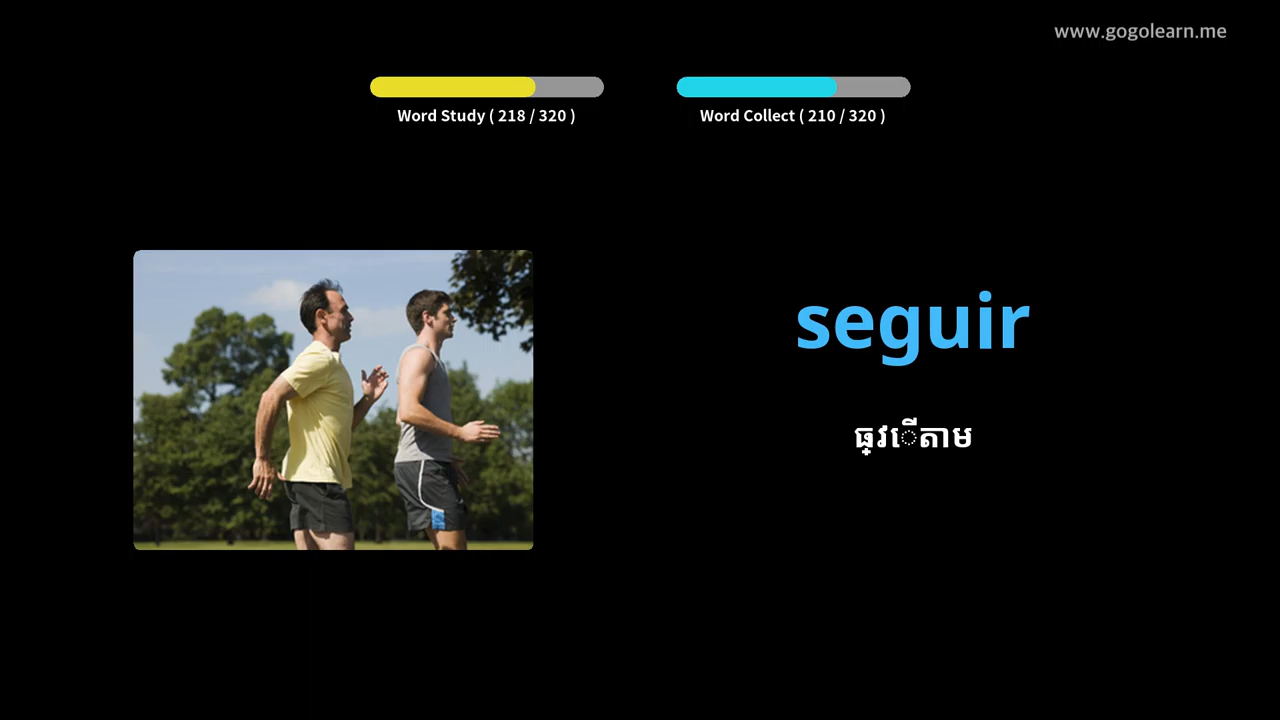 www.gogolearn.me
Word Study ( 218 / 320 )
Word Collect ( 210 / 320 )
seguir
ធ្វើតាម